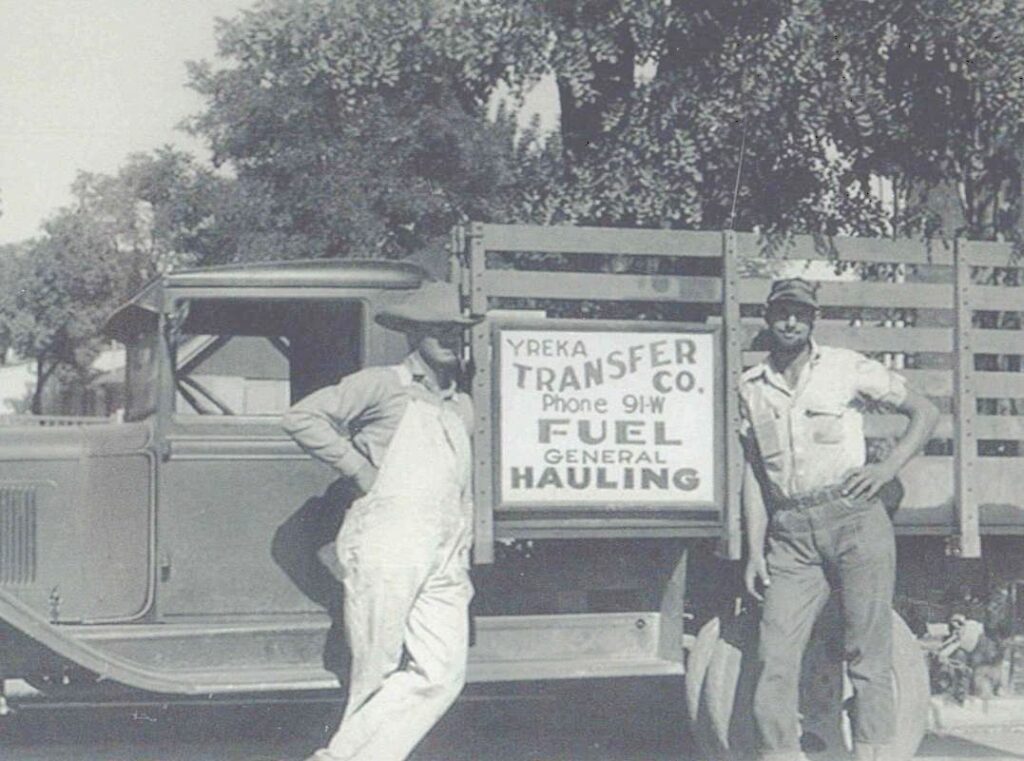 YREKA
TRANSFER
CO.
Phone 91-W
FUEL
GENERAL
HAULING